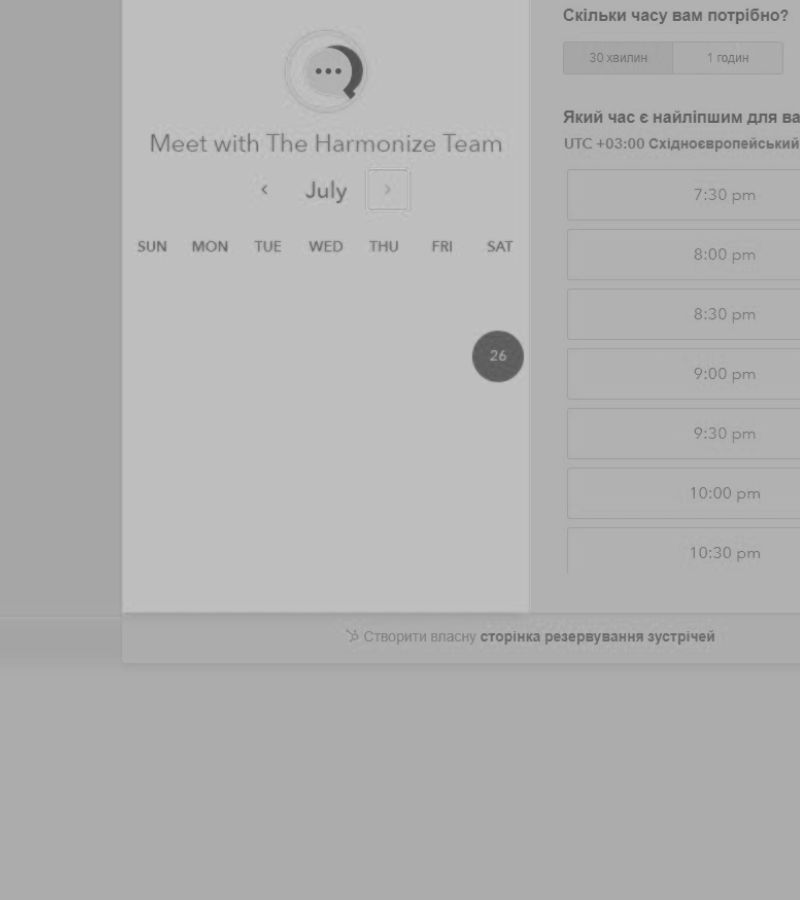 Meet with The Harmonize Team
July
SUN MON TUE WED THU FRI SAT
26
Скільки часу вам потрібно?
30 хвилин 1 годин
Який час є найліпшим для ва
UTC +03:00 Східноєвропейський
7:30 pm
8:00 pm
8:30 pm
9:00 pm
9:30 pm
10:00 pm
10:30 pm
Створити власну сторінка резервування зустрічей